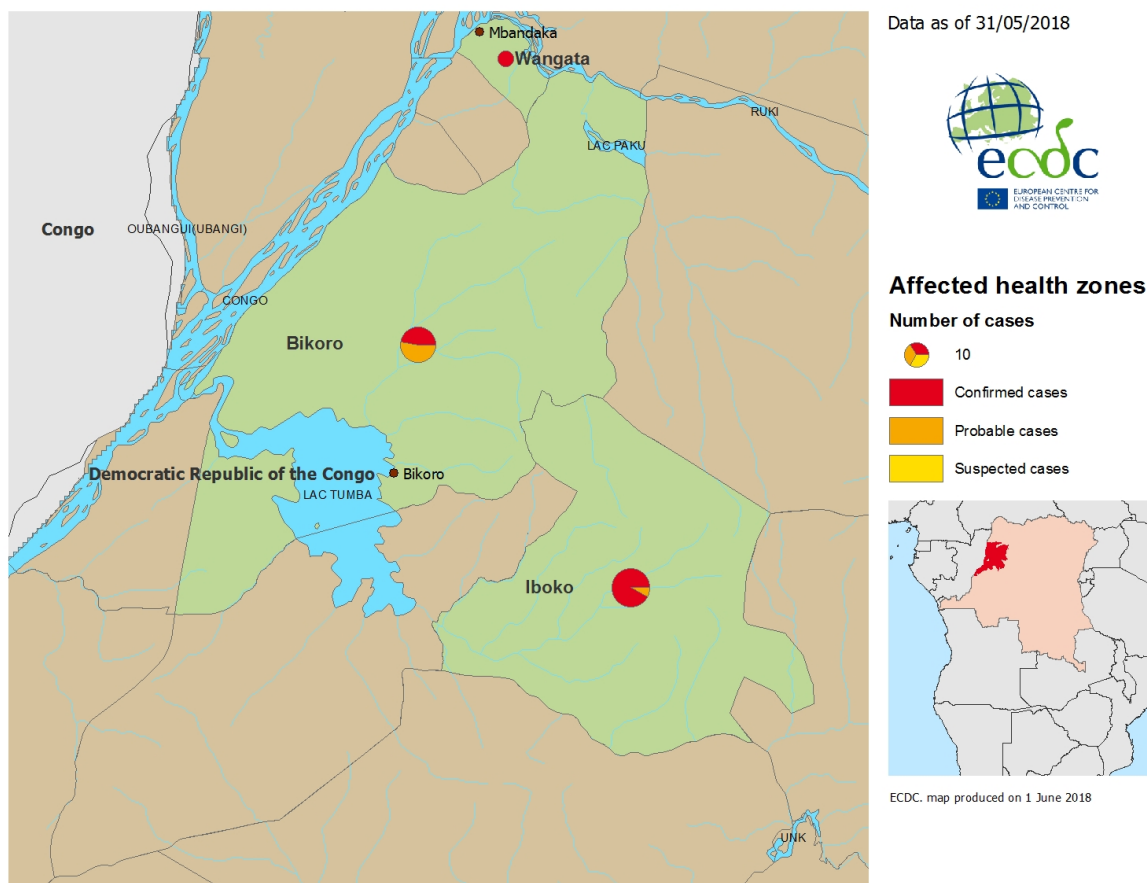 Data as of 31/05/2018
Mbandaka
Wangata
RUKI
LAC PAKU
ecdc
EUROPEAN CENTRE FOR
DISEASE PREVENTION
AND CONTROL
Congo
OUBANGUI(UBANGI)
CONGO
Bikoro
Democratic Republic of the Congo
Bikoro
LAC TUMBA
Iboko
UNK
Affected health zones
Number of cases
10
Confirmed cases
Probable cases
Suspected cases
ECDC. map produced on 1 June 2018